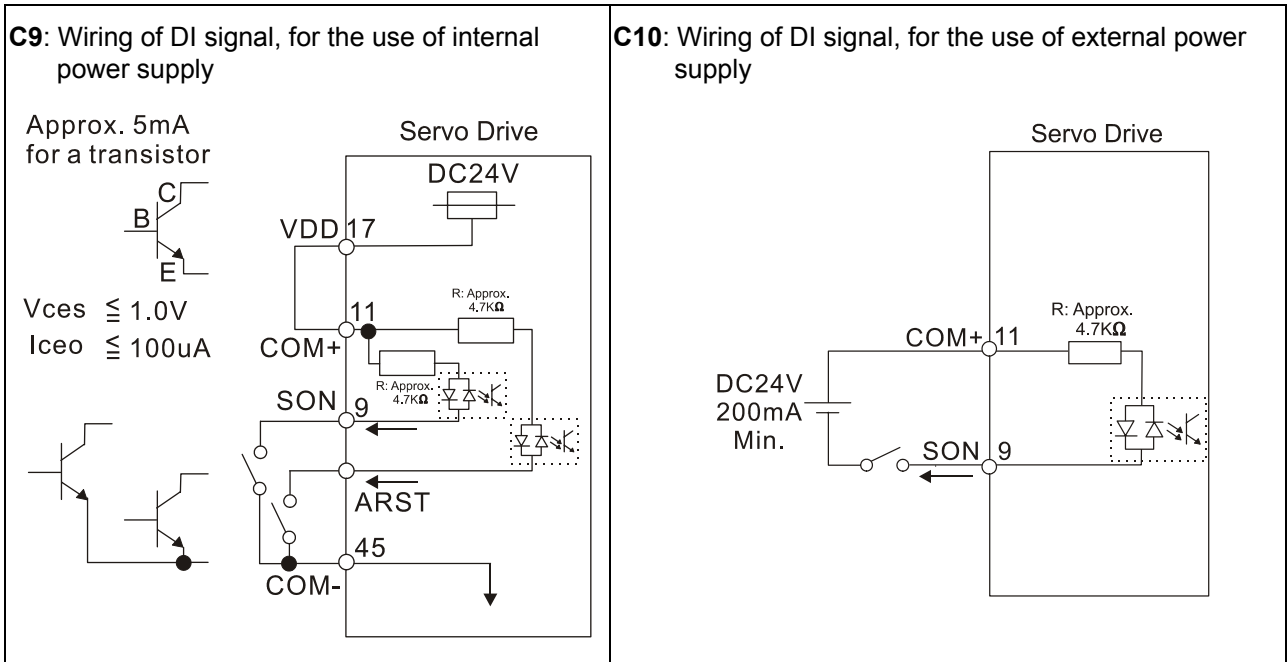 C9: Wiring of DI signal, for the use of internal
power supply
Approx. 5mA
for a transistor
C
B
E
Vces ≦ 1.0V
Iceo ≦ 100uA
Servo Drive
DC24V
VDD 17
11
COM+
R: Approx.
4.7KΩ
R: Approx.
4.7KΩ
SON
9
ARST
45
COM-
C10: Wiring of DI signal, for the use of external power
supply
Servo Drive
R: Approx.
4.7KΩ
COM+ 11
DC24V
200mA
Min.
SON 9